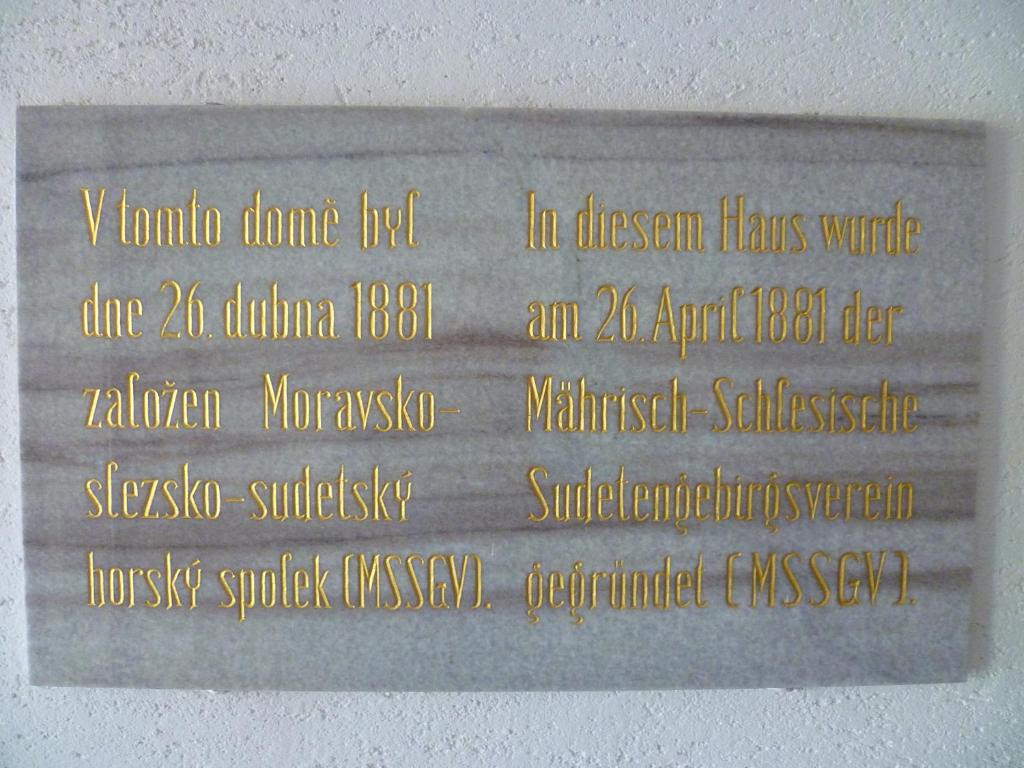 V tomto domě byl
dne 26. dubna 1881
založen Moravsko-
slezsko-sudetský
horský spolek (MSSGV).
In diesem Haus wurde
am 26. April 1881 der
Mährisch-Schlesische
Sudetengebirgsverein
gegründet (MSSGV).